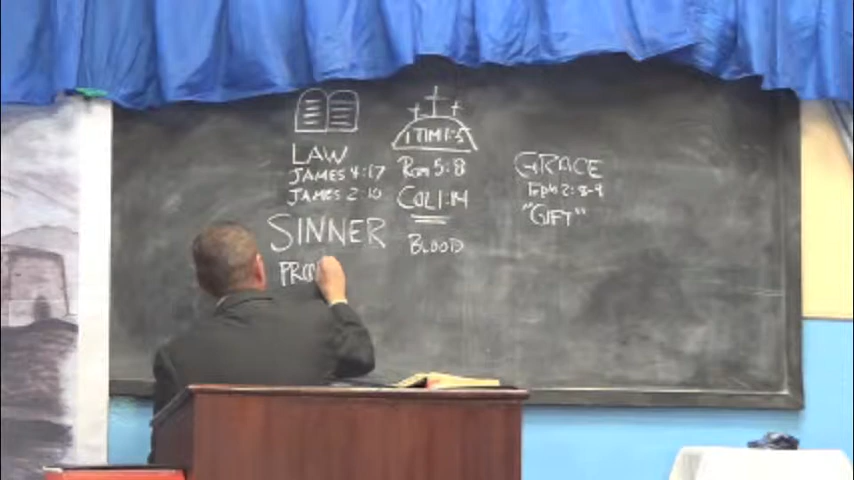 LAW
JAMES 4:17
JAMES 2:10
SINNER
1 TIM 1:5
Rom 5:8
COL 1:14
BLOOD
GRACE
2:8-9
"GIFT"